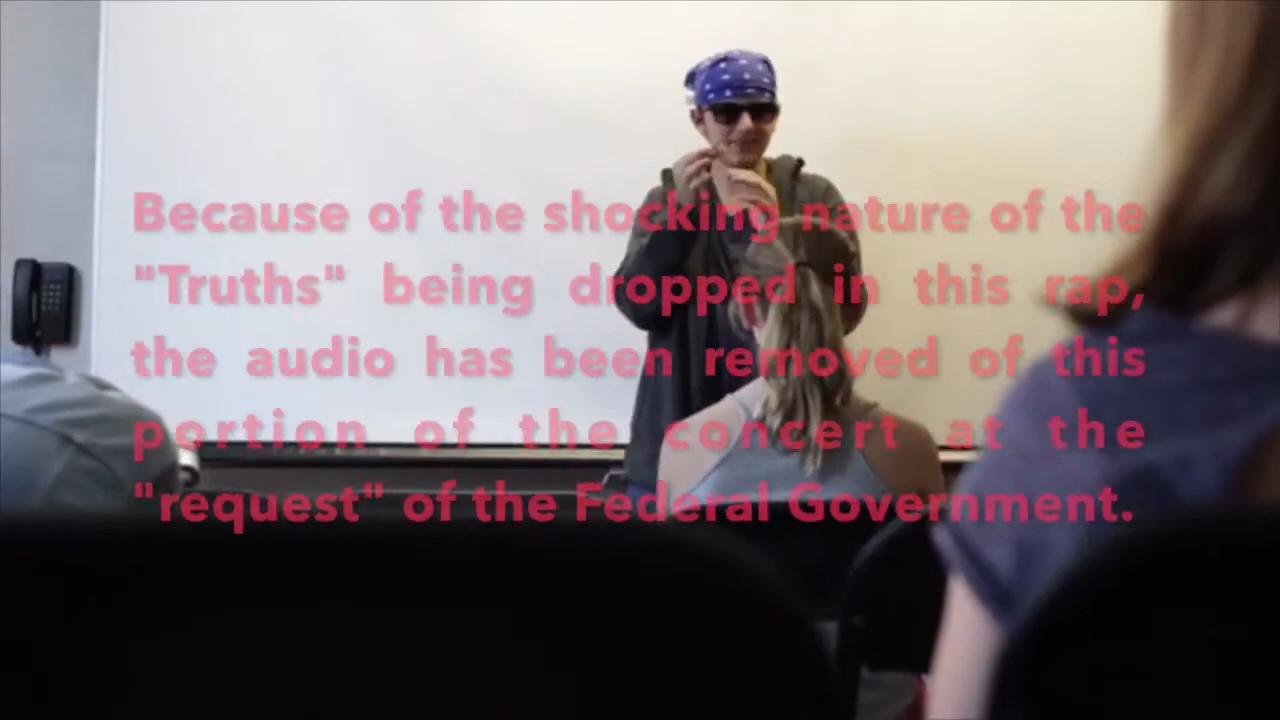 Because of the shocking nature of the
"Truths" being dropped in this rap,
the audio has been removed of this
portion of the concert at the
"request" of the Federal Government.